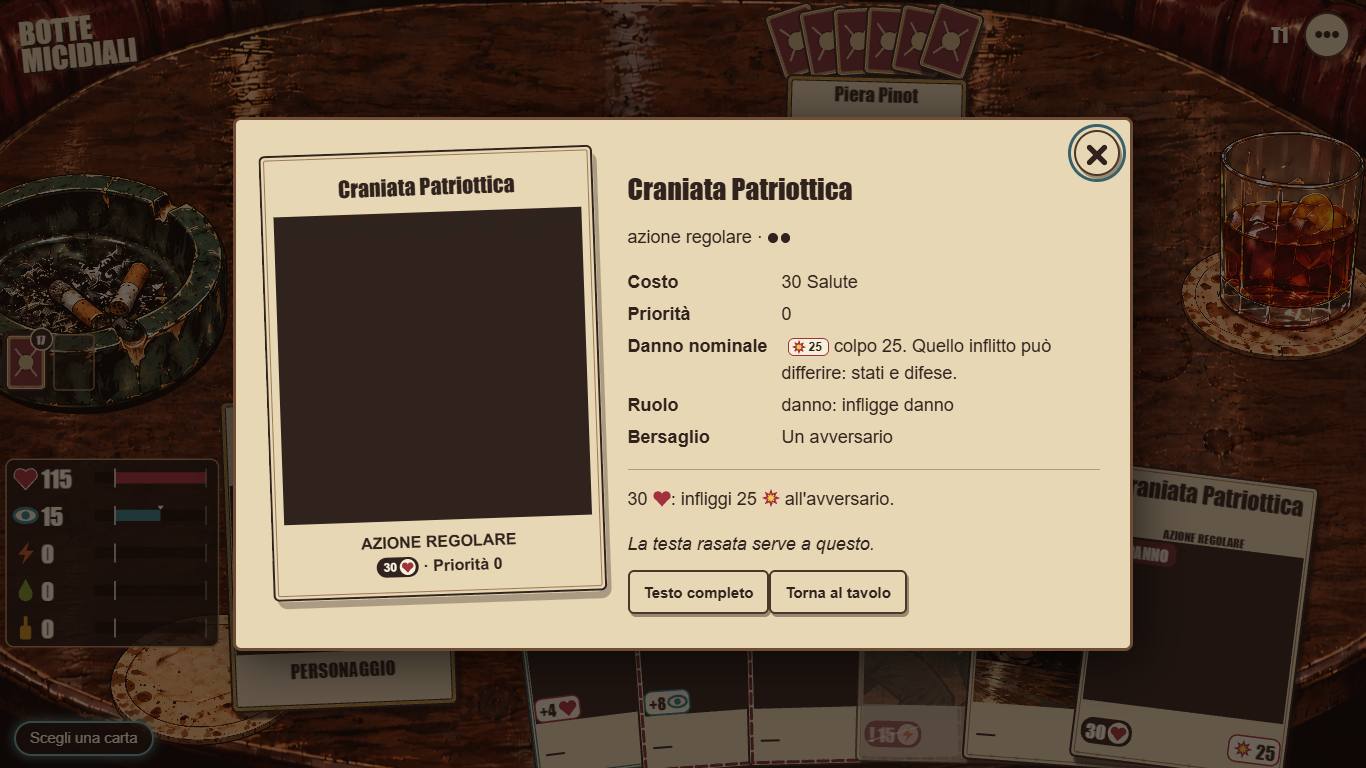 BOTTE
MICIDIALI
T1
Piera Pinot
Craniata Patriottica
AZIONE REGOLARE
30 · Priorità 0
Craniata Patriottica
azione regolare ·
Costo 30 Salute
Priorità 0
Danno nominale 25 colpo 25. Quello inflitto può
differire: stati e difese.
Ruolo danno: infligge danno
Bersaglio Un avversario
30 : infliggi 25 all'avversario.
La testa rasata serve a questo.
Testo completo Torna al tavolo
17
115
15
0
0
0
PERSONAGGIO
Scegli una carta
+4
—
+8
—
—
! 15
—
raniata Patriottica
AZIONE REGOLARE
ANNO
30
25